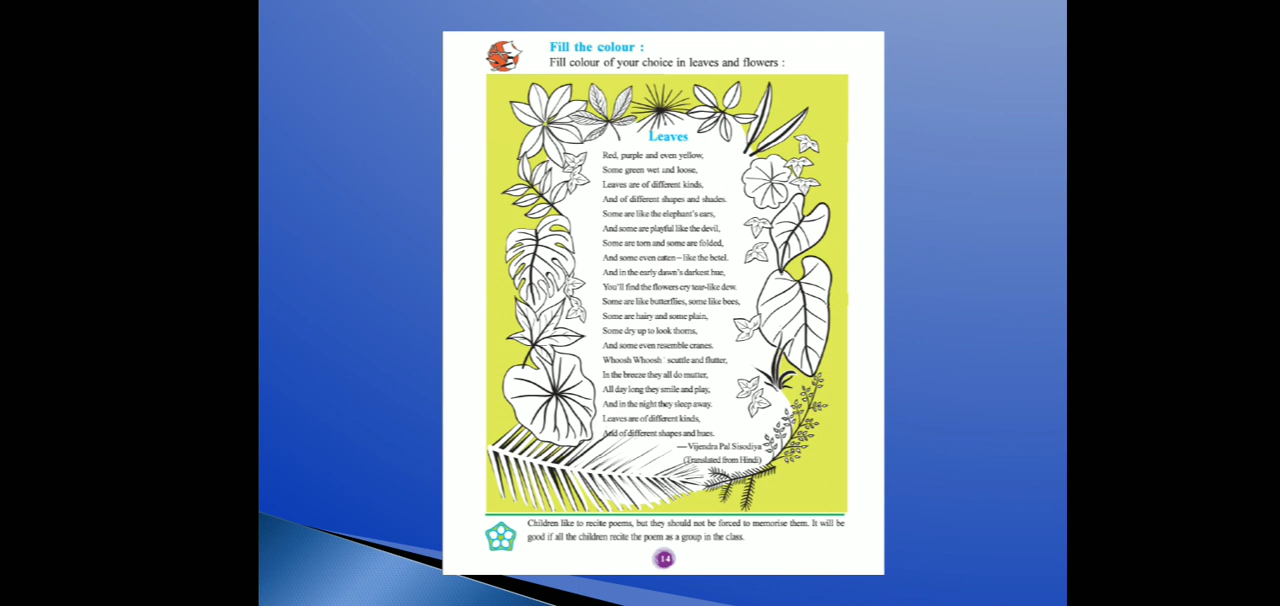 Fill the colour :
Fill colour of your choice in leaves and flowers :
Leaves
Red, purple and even yellow,
Some green wet and loose,
Leaves are of different kinds,
And of different shapes and shades.
Some are like the elephant's ears,
And some are playful like the devil,
Some are torn and some are folded,
And some even eaten – like the betel.
And in the early dawn's darkest hue,
You'll find the flowers cry tear-like dew.
Some are like butterflies, some like bees,
Some are hairy and some plain,
Some dry up to look thorns,
And some even resemble cranes.
Whoosh Whoosh ' scuttle and flutter,
In the breeze they all do mutter,
All day long they smile and play,
And in the night they sleep away.
Leaves are of different kinds,
And of different shapes and hues.
— Vijendra Pal Sisodiya
(Translated from Hindi)
Children like to recite poems, but they should not be forced to memorise them. It will be
good if all the children recite the poem as a group in the class.
14